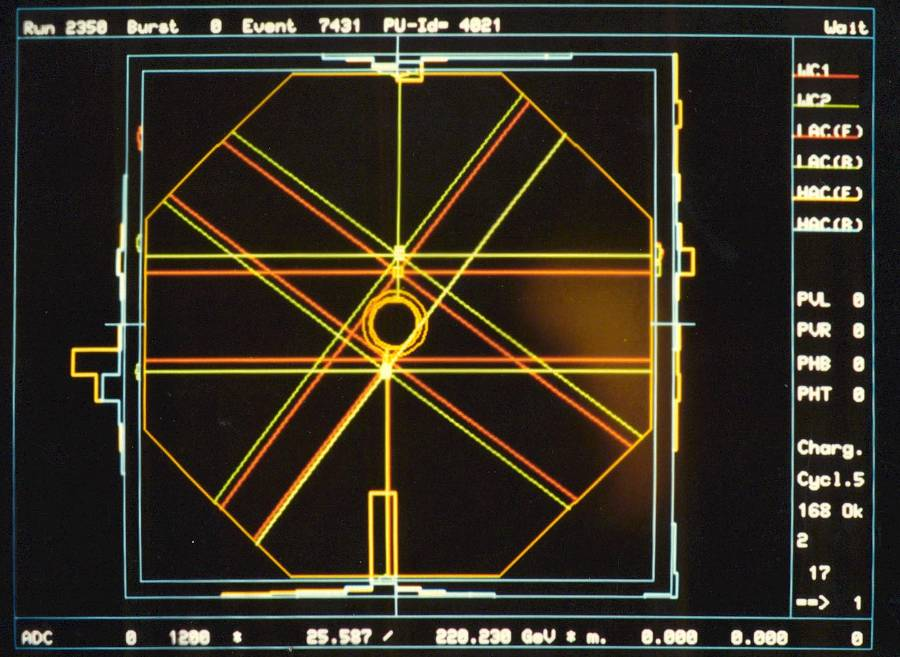 Run 2350 Burst 0 Event 7431 PU-Id= 4021 Wait
WC1
WC2
LAC(F)
LAC(R)
HAC(F)
HAC(R)
PVL 0
PVR 0
PHB 0
PHT 0
Charg.
Cycl.5
168 Ok
2
17
==> 1
ADC 0 1200 * 25.587 / 220.230 GeV * m. 0.000 0.000 0